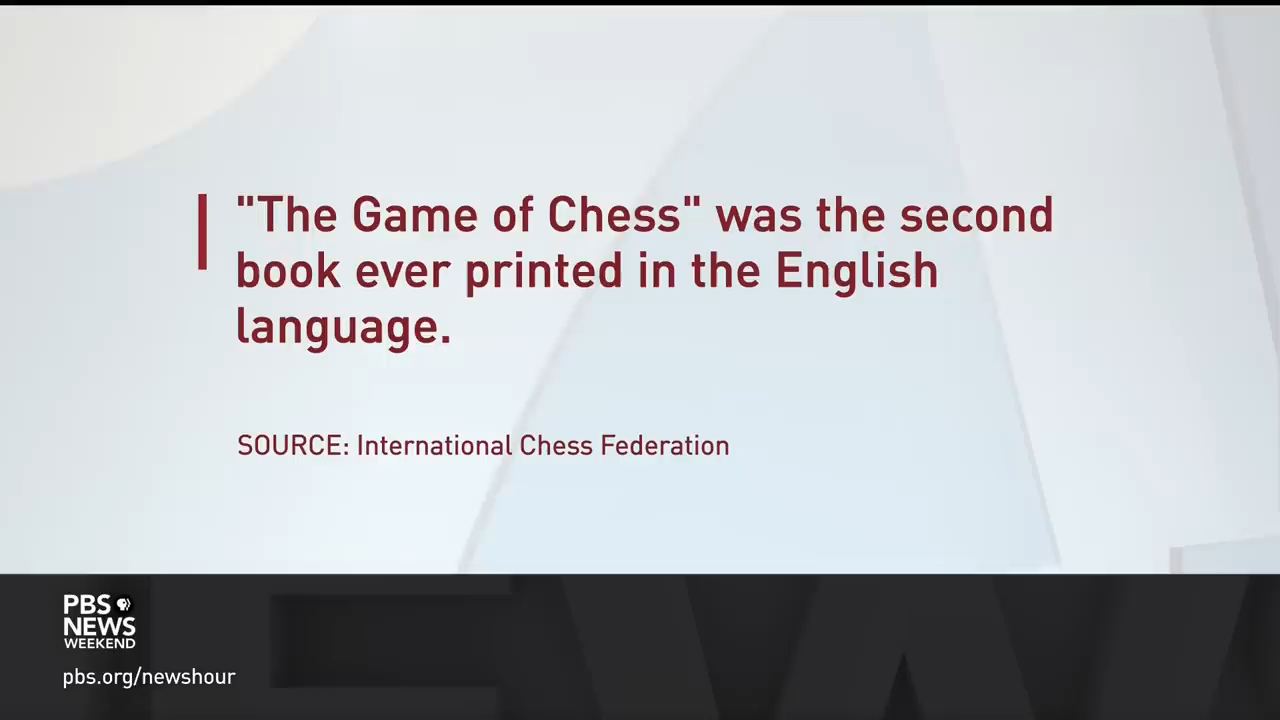 "The Game of Chess" was the second
book ever printed in the English
language.
SOURCE: International Chess Federation
PBS
NEWS
WEEKEND
pbs.org/newshour